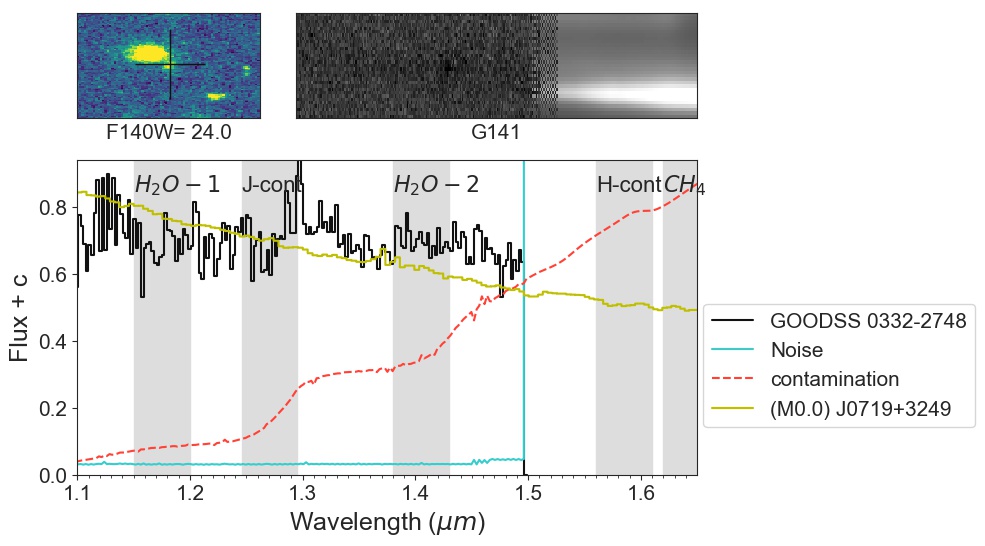 F140W= 24.0
G141
H₂O − 1
J-cont
H₂O − 2
H-cont
CH₄
0.8
0.6
0.4
0.2
0.0
Flux + c
1.1
1.2
1.3
1.4
1.5
1.6
Wavelength (μm)
GOODSS 0332-2748
Noise
contamination
(M0.0) J0719+3249